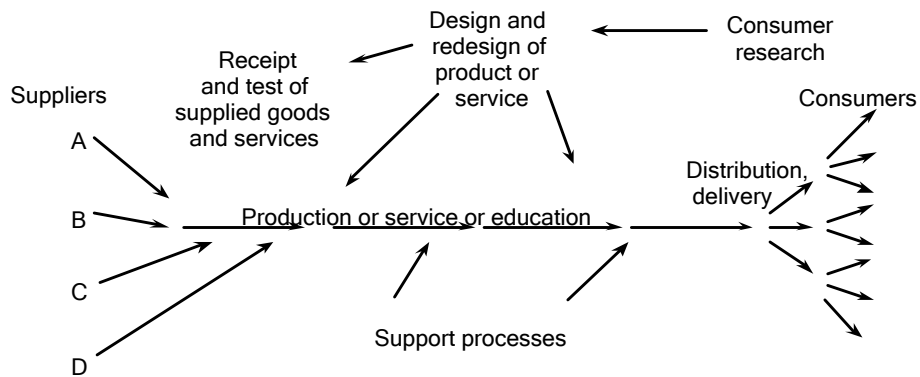 Design and
redesign of
product or
service
Consumer
research
Receipt
and test of
supplied goods
and services
Suppliers
Consumers
A
B
C
D
Production or service or education
Distribution,
delivery
Support processes